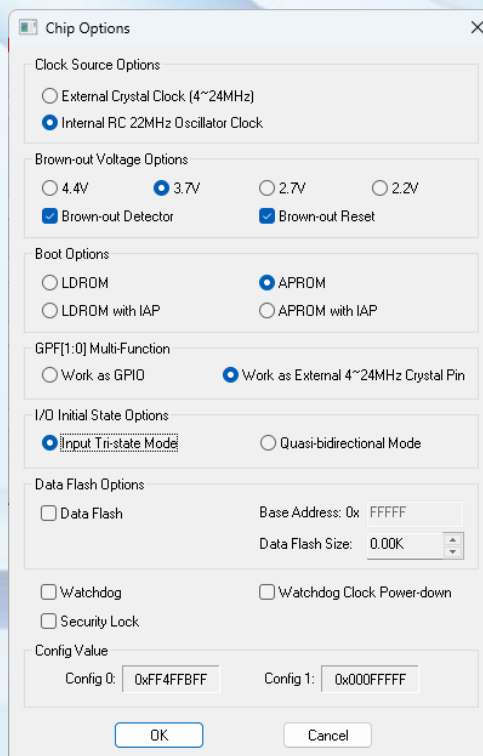 Chip Options
Clock Source Options
External Crystal Clock (4~24MHz)
Internal RC 22MHz Oscillator Clock
Brown-out Voltage Options
4.4V 3.7V 2.7V 2.2V
Brown-out Detector Brown-out Reset
Boot Options
LDROM APROM
LDROM with IAP APROM with IAP
GPF[1:0] Multi-Function
Work as GPIO Work as External 4~24MHz Crystal Pin
I/O Initial State Options
Input Tri-state Mode Quasi-bidirectional Mode
Data Flash Options
Data Flash Base Address: 0x FFFFF
Data Flash Size: 0.00K
Watchdog Watchdog Clock Power-down
Security Lock
Config Value
Config 0: 0xFF4FFBFF Config 1: 0x000FFFFF
OK Cancel